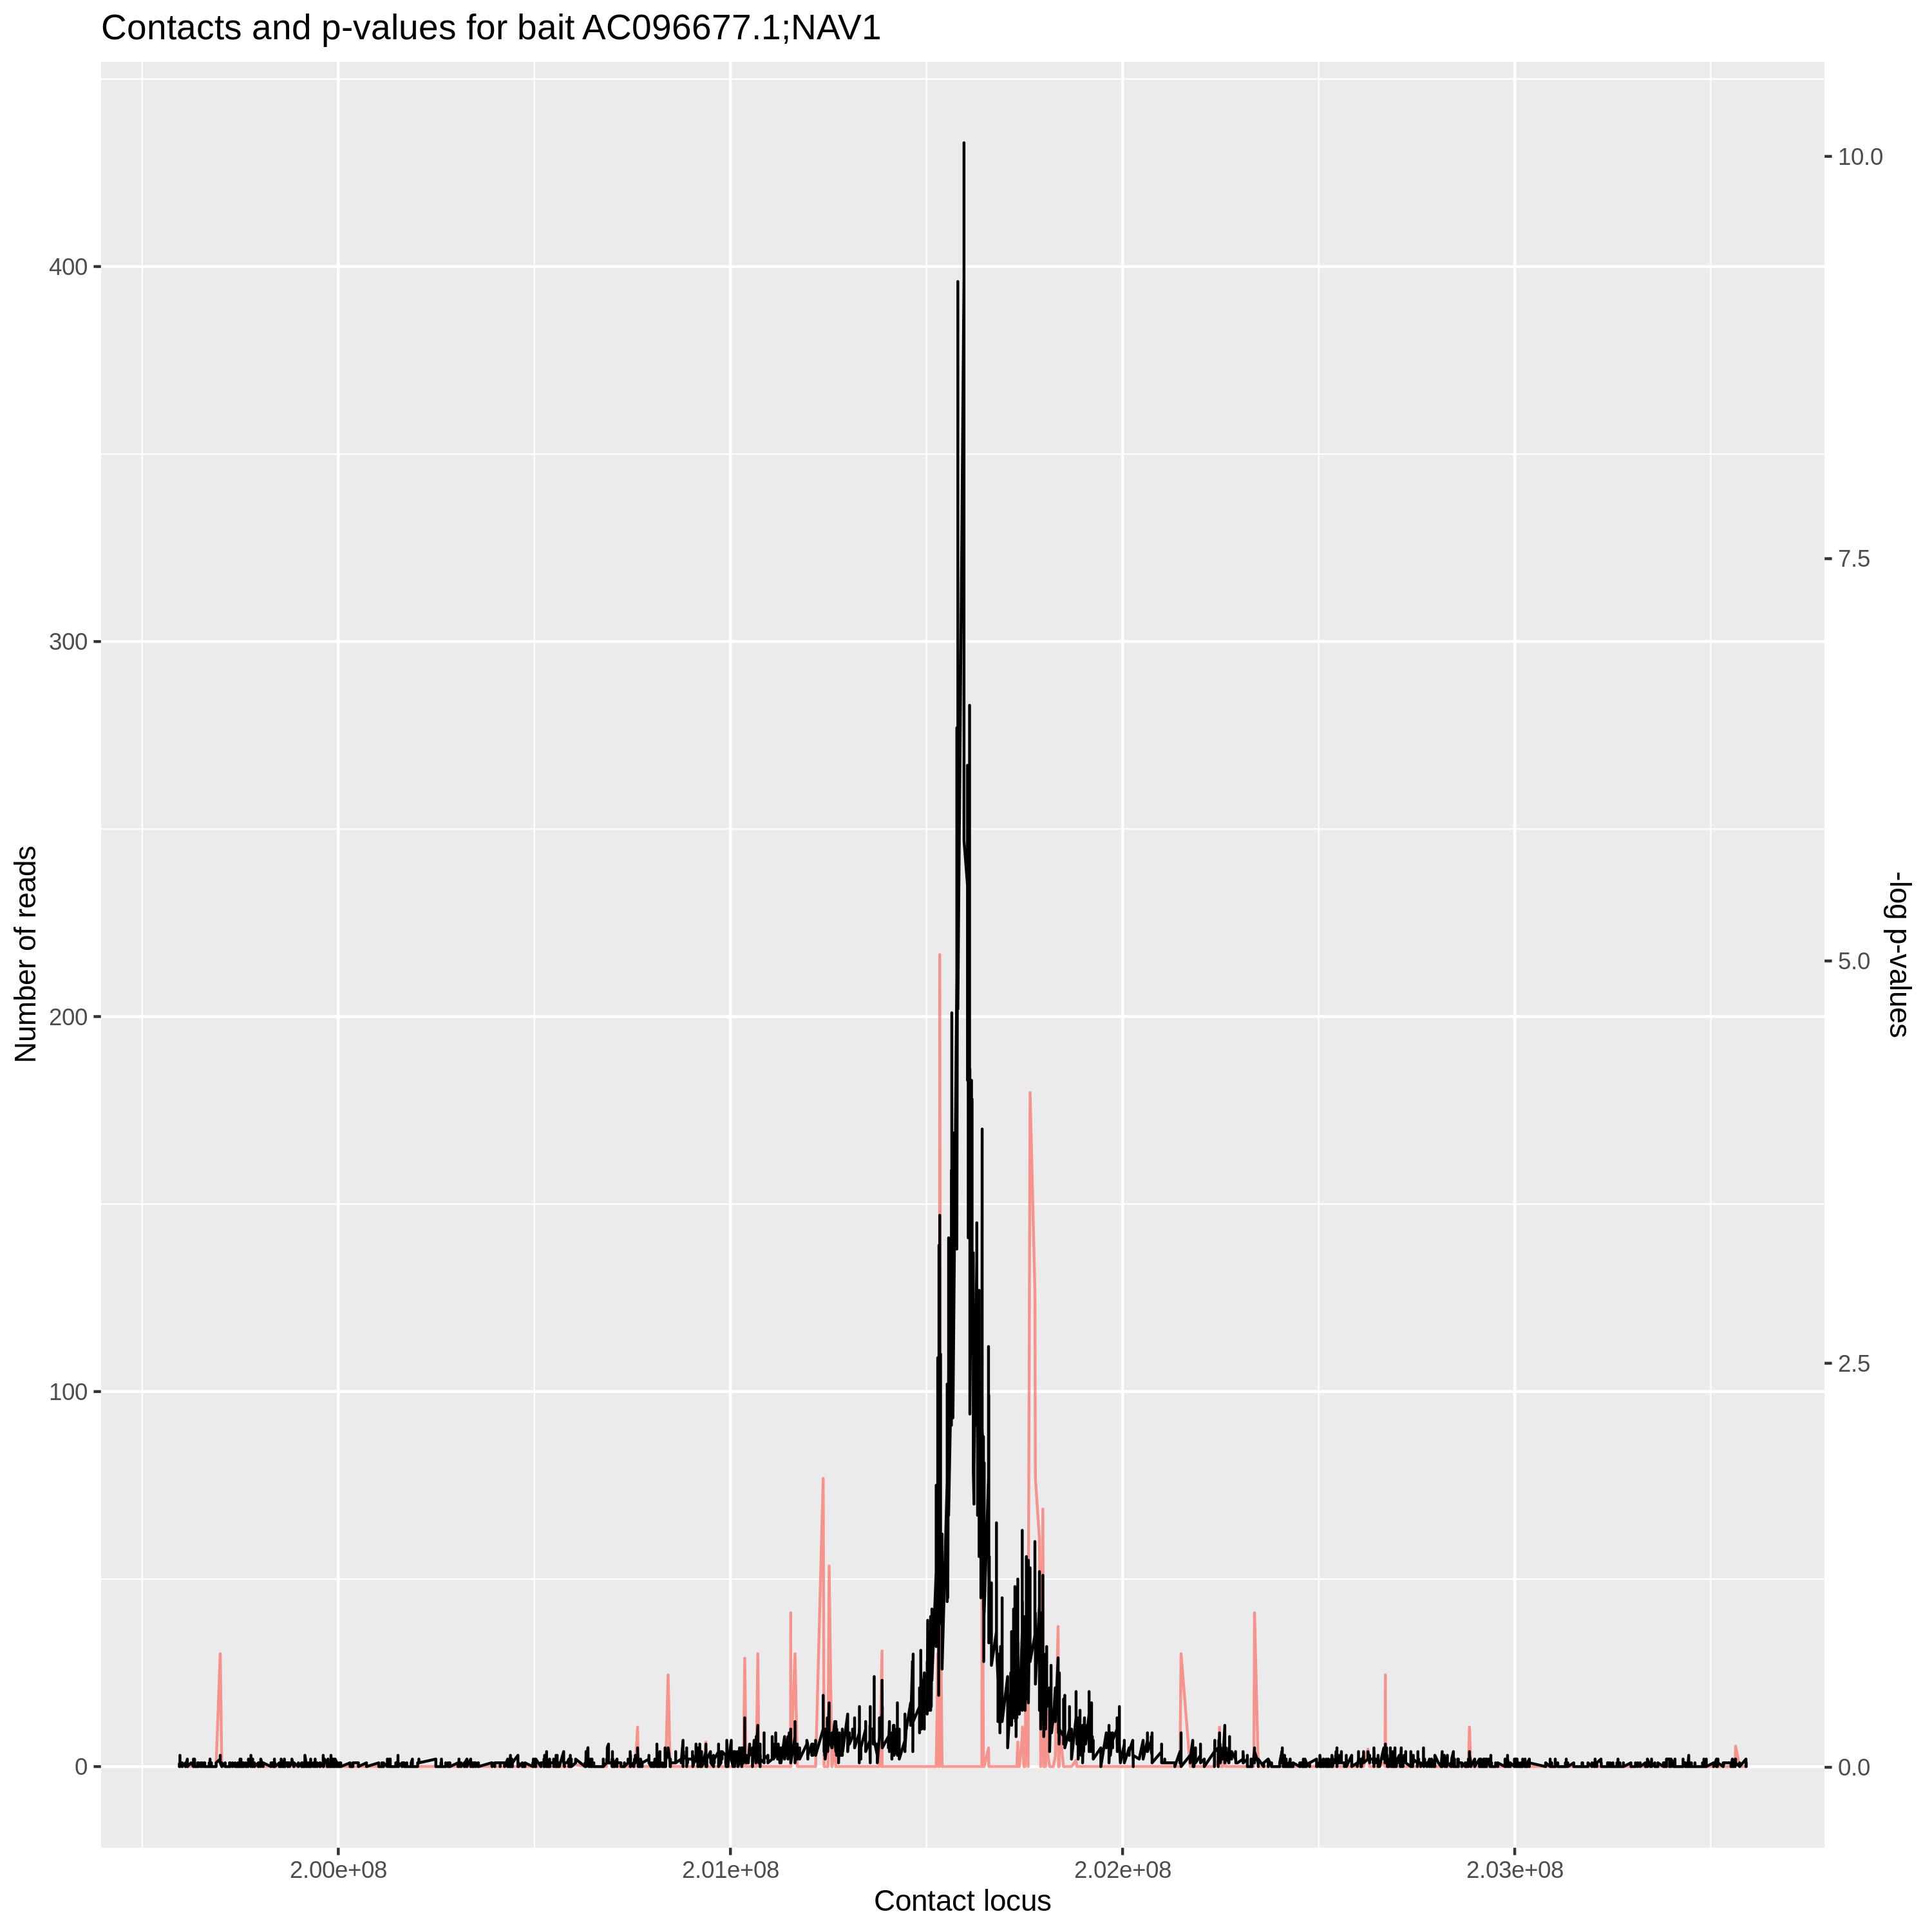 Contacts and p-values for bait AC096677.1;NAV1
Number of reads
400
300
200
100
0
10.0
7.5
5.0
2.5
0.0
-log p-values
2.00e+08 2.01e+08 2.02e+08 2.03e+08
Contact locus